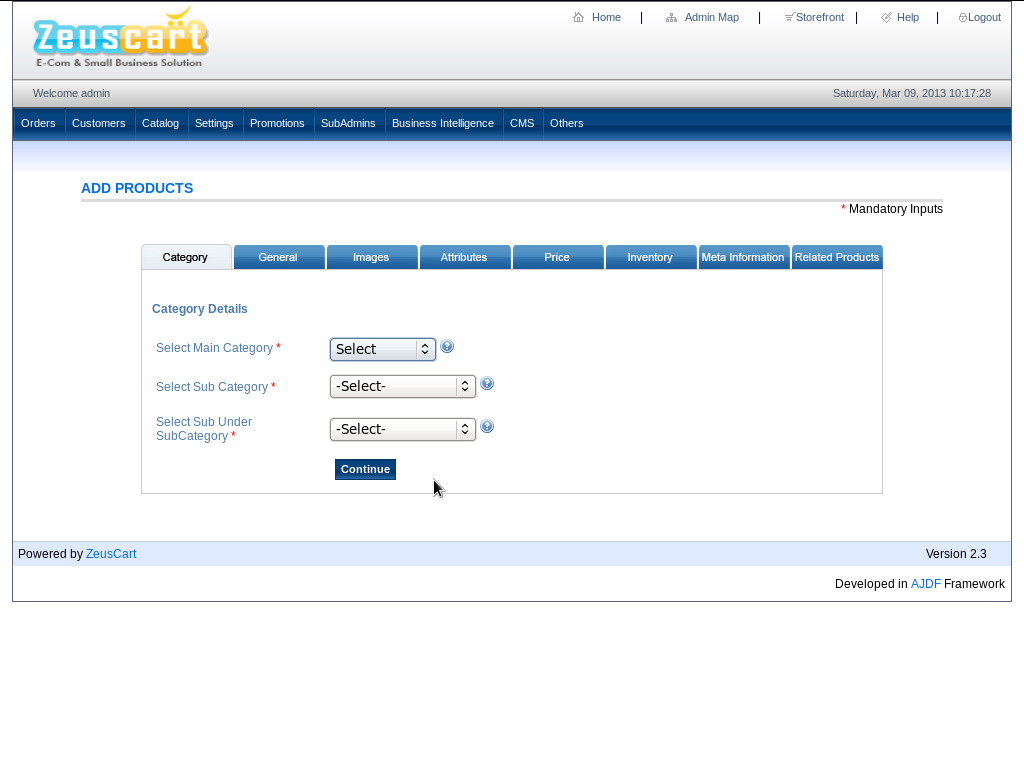 Zeuscart
E-Com & Small Business Solution
Home | Admin Map | Storefront | Help | Logout
Welcome admin Saturday, Mar 09, 2013 10:17:28
Orders Customers Catalog Settings Promotions SubAdmins Business Intelligence CMS Others
ADD PRODUCTS
* Mandatory Inputs
Category General Images Attributes Price Inventory Meta Information Related Products
Category Details
Select Main Category * Select
Select Sub Category * -Select-
Select Sub Under
SubCategory * -Select-
Continue
Powered by ZeusCart Version 2.3
Developed in AJDF Framework